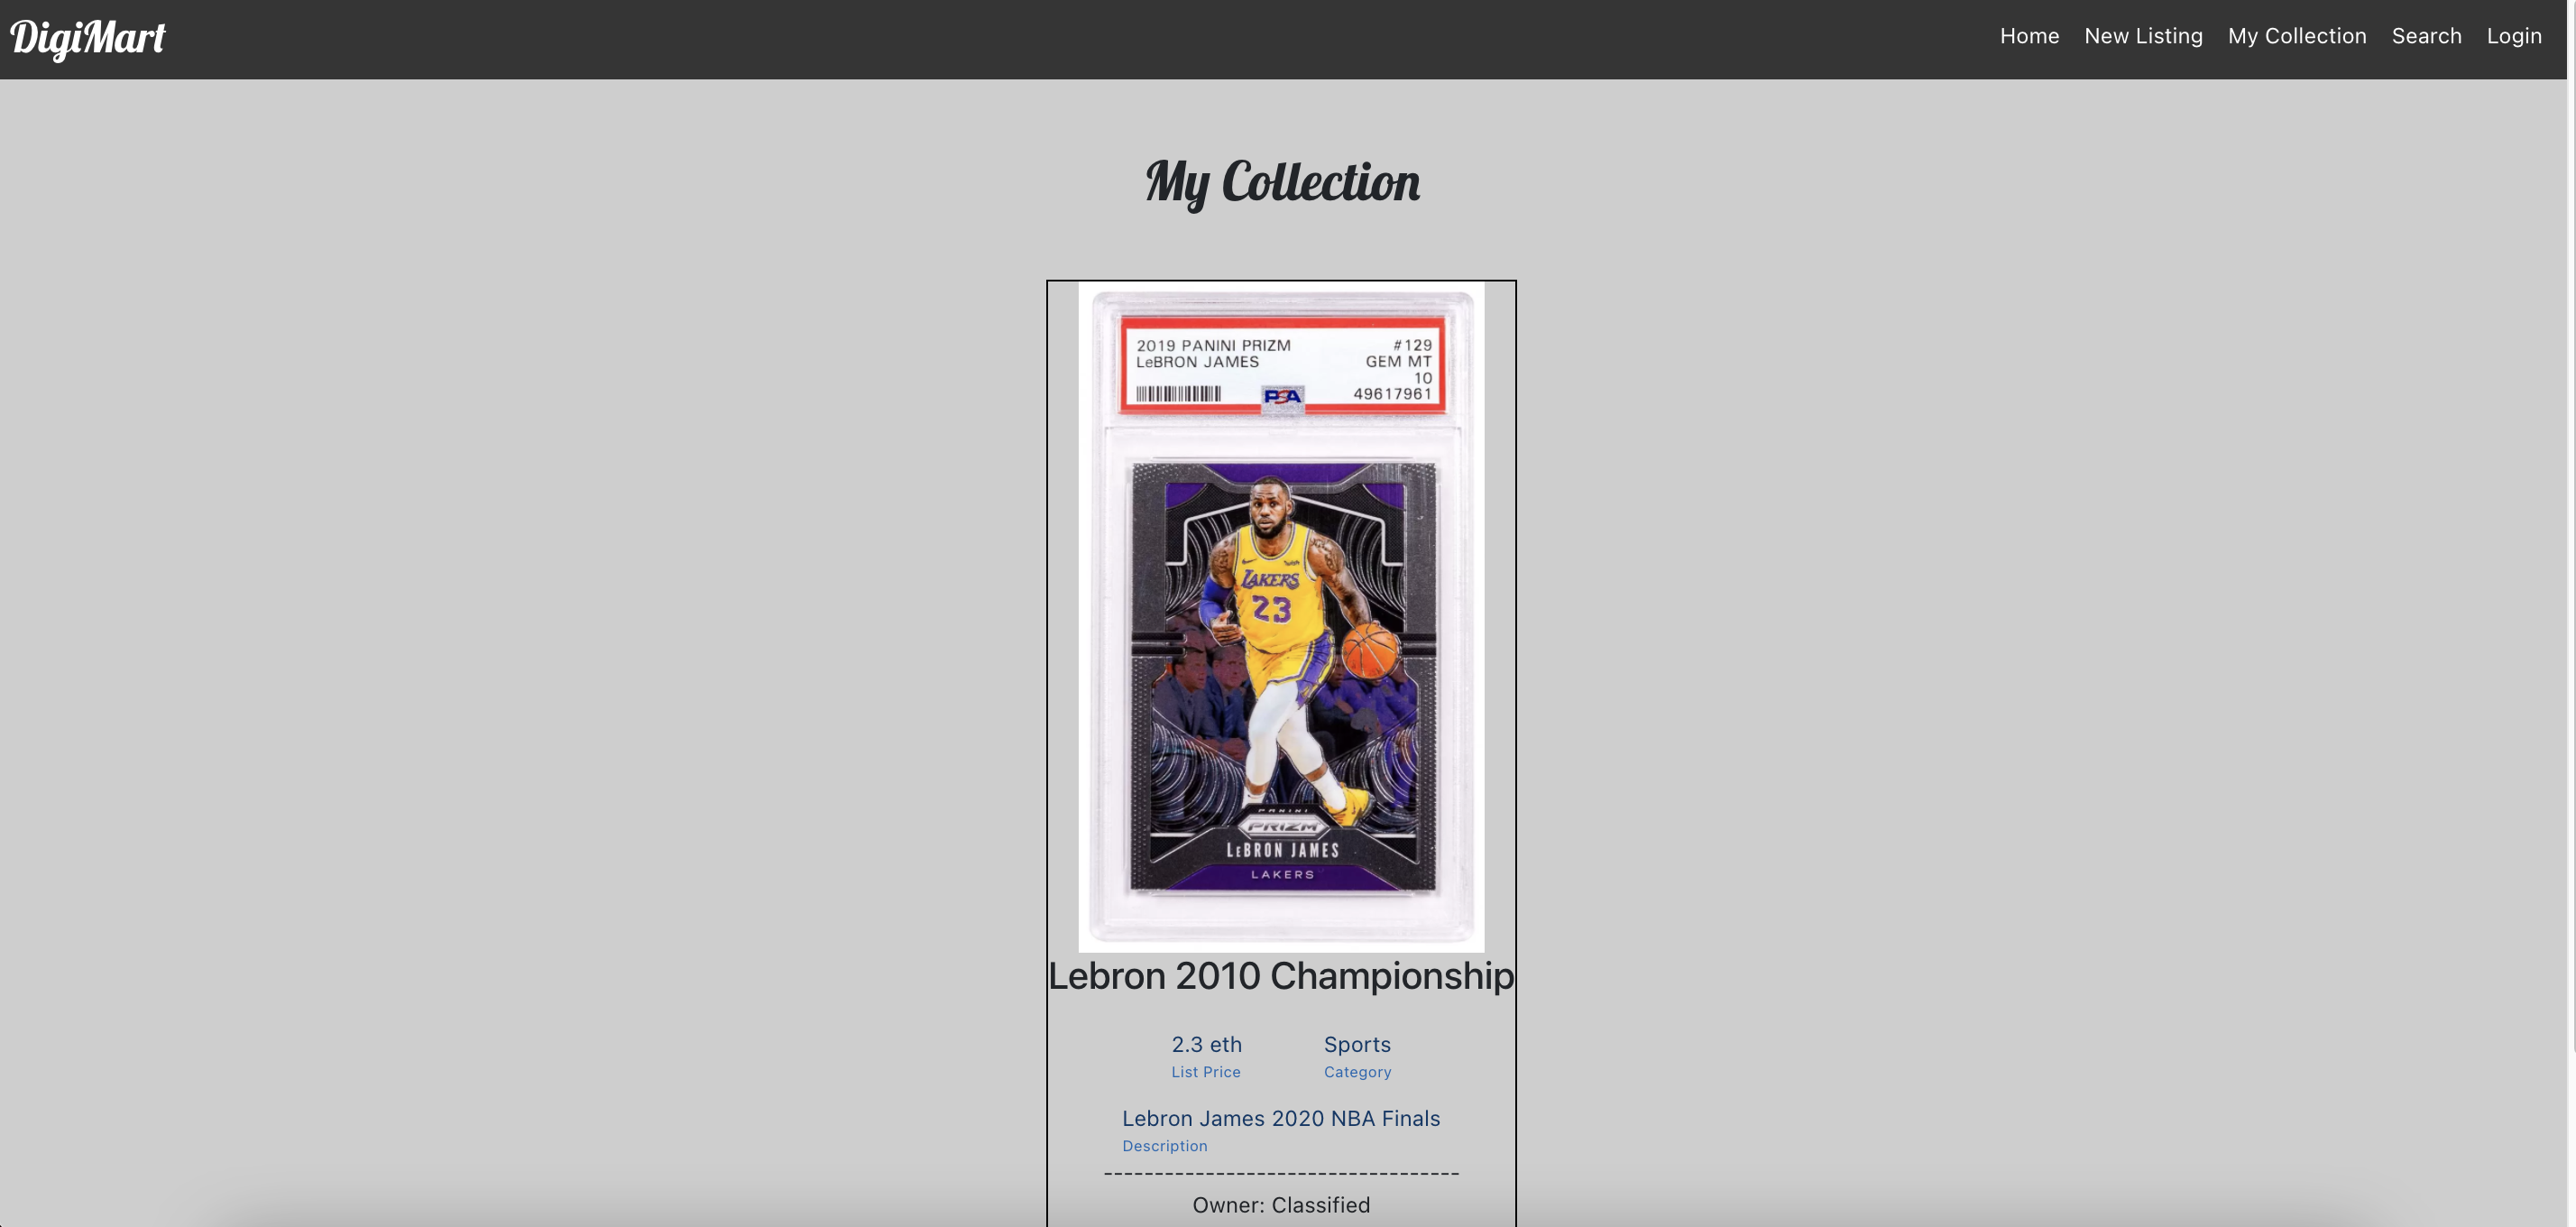 DigiMart
Home New Listing My Collection Search Login
My Collection
2019 PANINI PRIZM #129
LeBRON JAMES GEM MT
10
PSA 49617961
LAKERS
23
PANINI
PRIZM
LeBRON JAMES
LAKERS
Lebron 2010 Championship
2.3 eth Sports
List Price Category
Lebron James 2020 NBA Finals
Description
-----------------------------------
Owner: Classified